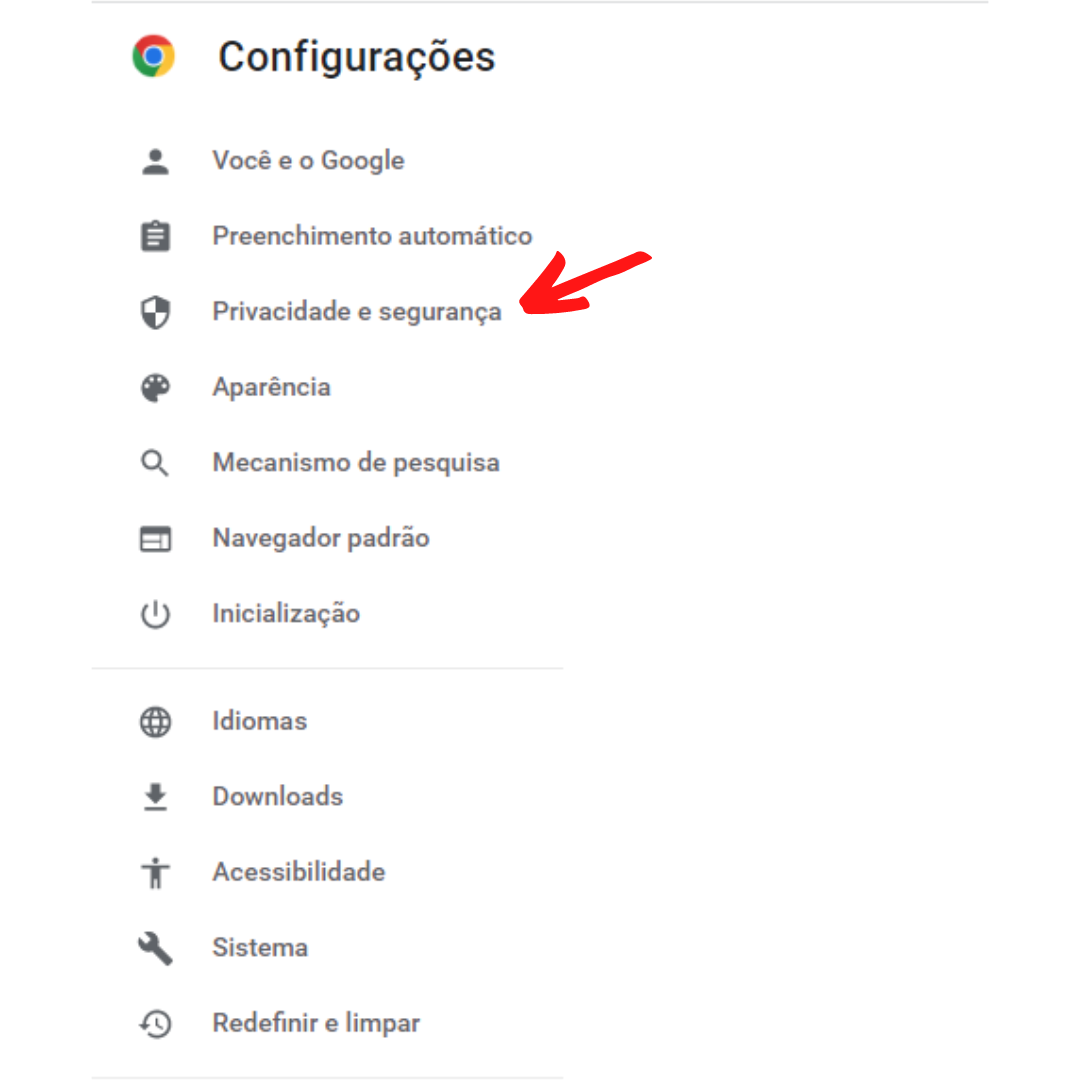 Configurações
Você e o Google
Preenchimento automático
Privacidade e segurança
Aparência
Mecanismo de pesquisa
Navegador padrão
Inicialização
Idiomas
Downloads
Acessibilidade
Sistema
Redefinir e limpar